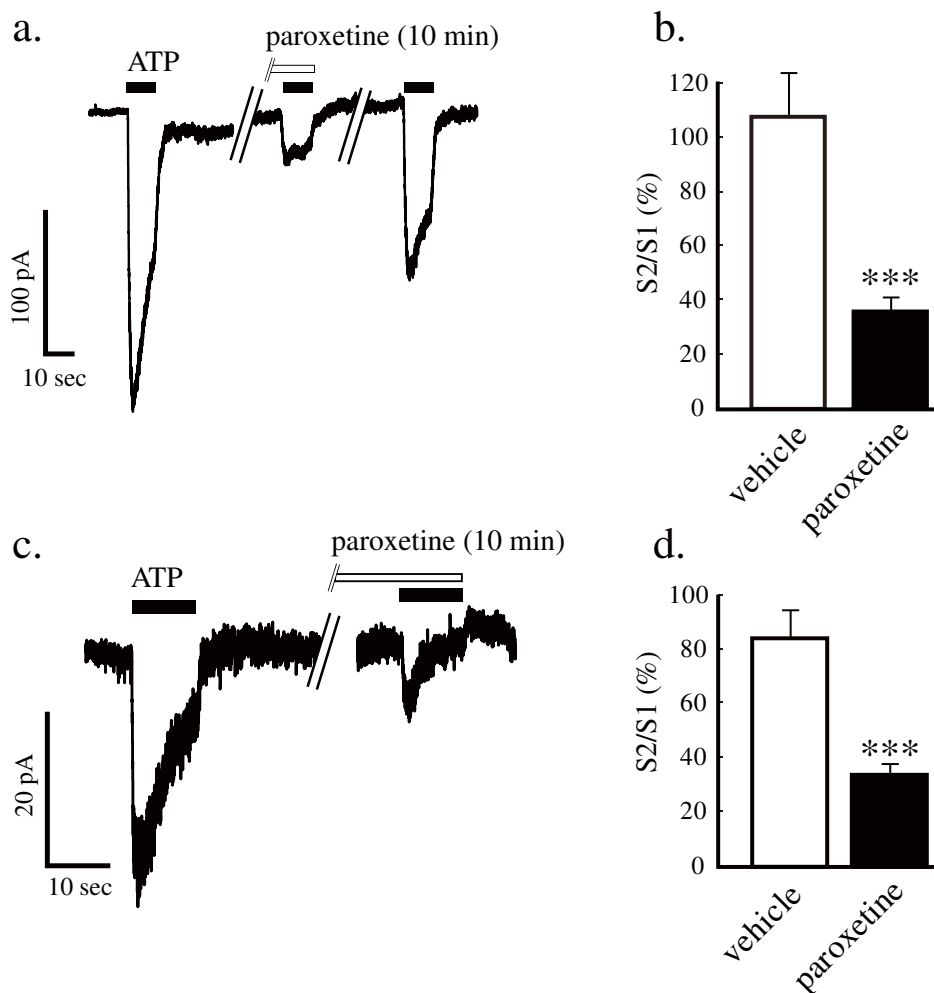 a.
paroxetine (10 min)
ATP
100 pA
10 sec
b.
S2/S1 (%)
120
100
80
60
40
20
0
***
vehicle
paroxetine
c.
paroxetine (10 min)
ATP
20 pA
10 sec
d.
S2/S1 (%)
100
80
60
40
20
0
***
vehicle
paroxetine